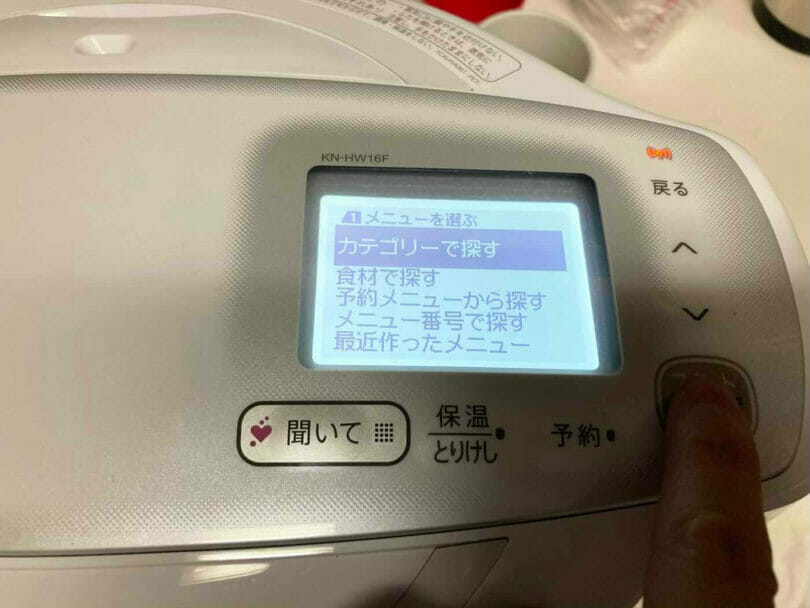 KN-HW16F
1 メニューを選ぶ
カテゴリーで探す
食材で探す
予約メニューから探す
メニュー番号で探す
最近作ったメニュー
戻る
聞いて
保温
とりけし
予約